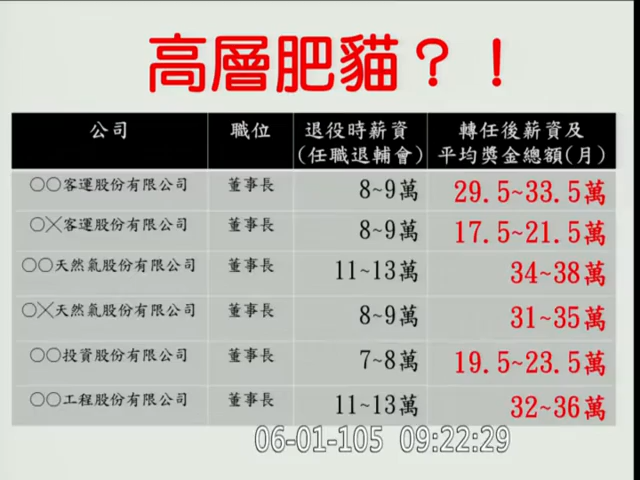 高層肥貓？！
公司 職位 退役時薪資 轉任後薪資及
(任職退輔會) 平均獎金總額(月)
○○客運股份有限公司 董事長 8~9萬 29.5~33.5萬
○╳客運股份有限公司 董事長 8~9萬 17.5~21.5萬
○○天然氣股份有限公司 董事長 11~13萬 34~38萬
○╳天然氣股份有限公司 董事長 8~9萬 31~35萬
○○投資股份有限公司 董事長 7~8萬 19.5~23.5萬
○○工程股份有限公司 董事長 11~13萬 32~36萬
06-01-105 09:22:29